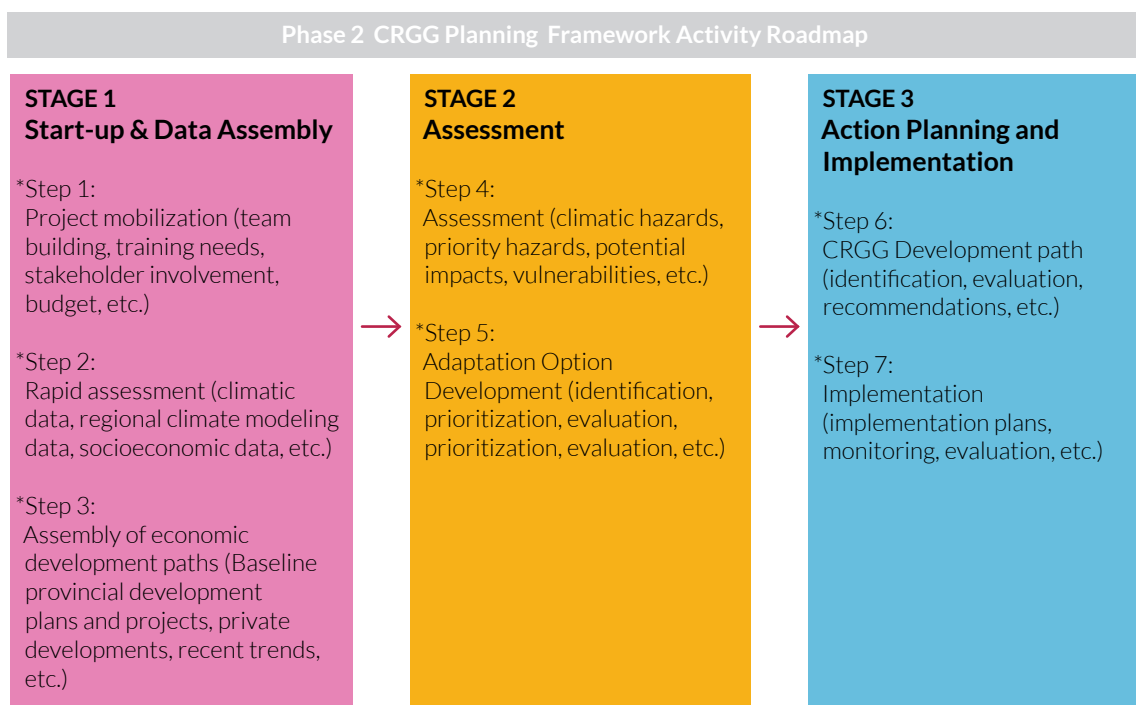 Phase 2 CRGG Planning Framework Activity Roadmap
STAGE 1
Start-up & Data Assembly
*Step 1:
Project mobilization (team
building, training needs,
stakeholder involvement,
budget, etc.)
*Step 2:
Rapid assessment (climatic
data, regional climate modeling
data, socioeconomic data, etc.)
*Step 3:
Assembly of economic
development paths (Baseline
provincial development
plans and projects, private
developments, recent trends,
etc.)
STAGE 2
Assessment
*Step 4:
Assessment (climatic hazards,
priority hazards, potential
impacts, vulnerabilities, etc.)
*Step 5:
Adaptation Option
Development (identification,
prioritization, evaluation,
prioritization, evaluation, etc.)
STAGE 3
Action Planning and
Implementation
*Step 6:
CRGG Development path
(identification, evaluation,
recommendations, etc.)
*Step 7:
Implementation
(implementation plans,
monitoring, evaluation, etc.)